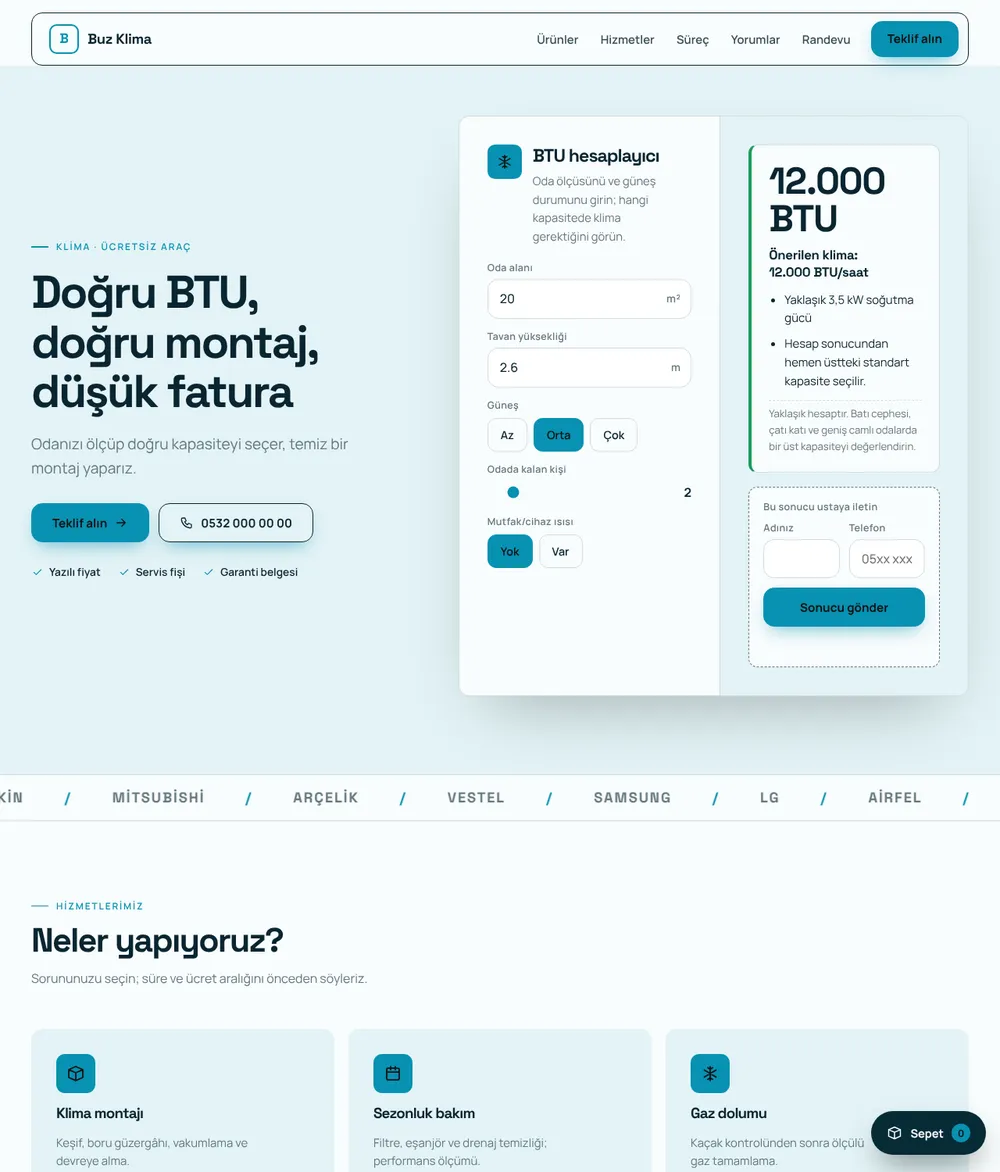 B Buz Klima
Ürünler Hizmetler Süreç Yorumlar Randevu Teklif alın
KLİMA · ÜCRETSİZ ARAÇ
Doğru BTU,
doğru montaj,
düşük fatura
Odanızı ölçüp doğru kapasiteyi seçer, temiz bir
montaj yaparız.
Teklif alın → 0532 000 00 00
Yazılı fiyat Servis fişi Garanti belgesi
BTU hesaplayıcı
Oda ölçüsünü ve güneş
durumunu girin; hangi
kapasitede klima
gerektiğini görün.
Oda alanı
20 m²
Tavan yüksekliği
2.6 m
Güneş
Az Orta Çok
Odada kalan kişi
2
Mutfak/cihaz ısısı
Yok Var
12.000
BTU
Önerilen klima:
12.000 BTU/saat
• Yaklaşık 3,5 kW soğutma
gücü
• Hesap sonucundan
hemen üstteki standart
kapasite seçilir.
Yaklaşık hesaptır. Batı cephesi,
çatı katı ve geniş camlı odalarda
bir üst kapasiteyi değerlendirin.
Bu sonucu ustaya iletin
Adınız Telefon
05xx xxx
Sonucu gönder
KİN / MİTSUBİSHİ / ARÇELİK / VESTEL / SAMSUNG / LG / AİRFEL /
HİZMETLERİMİZ
Neler yapıyoruz?
Sorununuzu seçin; süre ve ücret aralığını önceden söyleriz.
Klima montajı
Keşif, boru güzergâhı, vakumlama ve
devreye alma.
Sezonluk bakım
Filtre, eşanjör ve drenaj temizliği;
performans ölçümü.
Gaz dolumu
Kaçak kontrolünden sonra ölçülü
gaz tamamlama.
Sepet 0